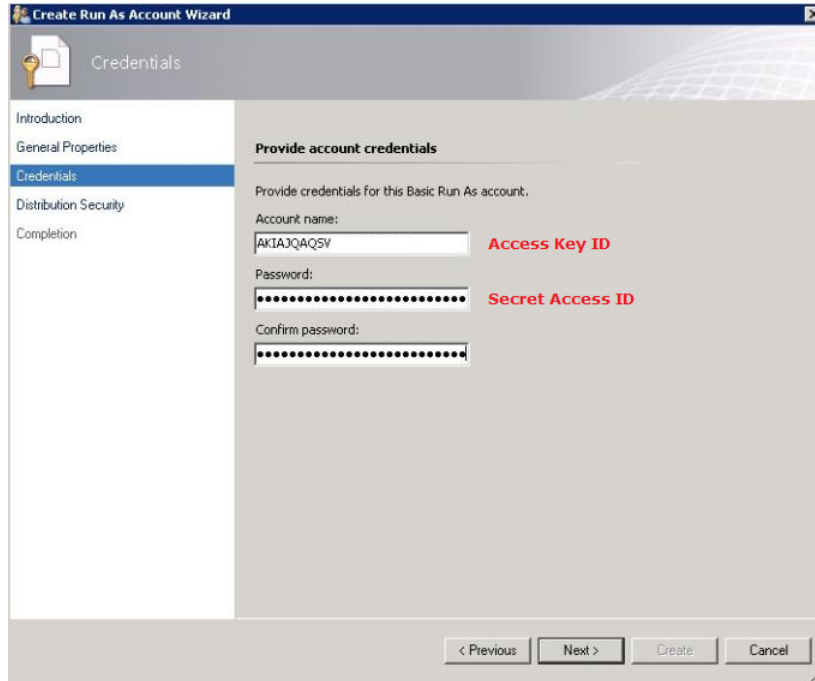 Create Run As Account Wizard
Credentials
Introduction
General Properties
Credentials
Distribution Security
Completion
Provide account credentials
Provide credentials for this Basic Run As account.
Account name:
AKIAJQAQSV
Access Key ID
Password:
••••••••••••••••••••••••••
Secret Access ID
Confirm password:
••••••••••••••••••••••••••
< Previous
Next >
Create
Cancel